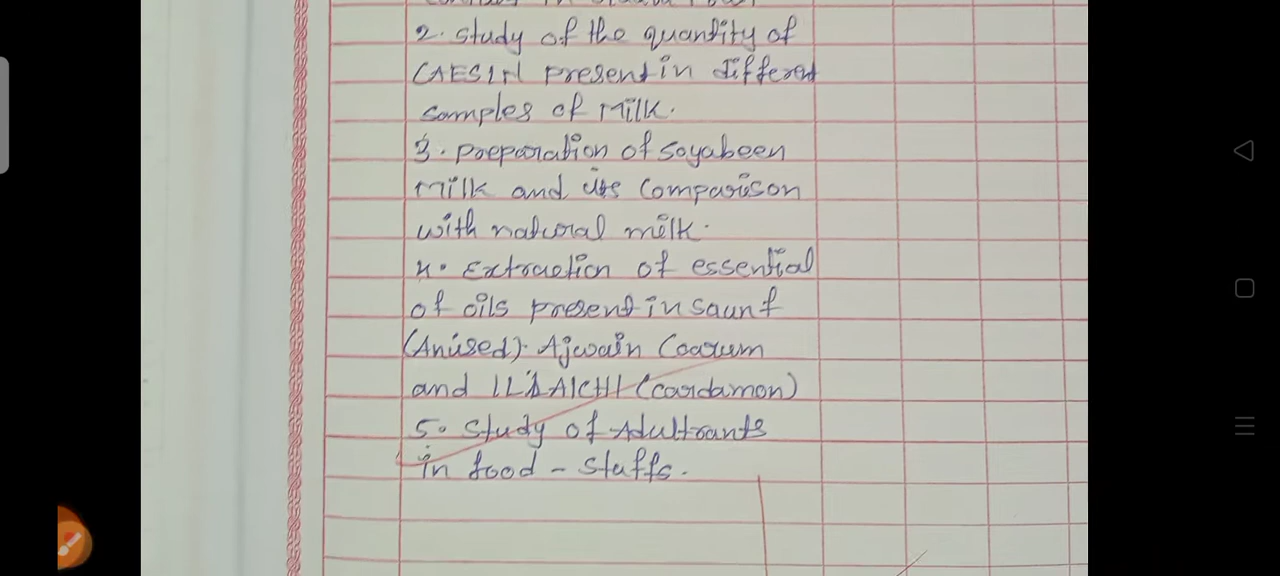 2. Study of the quantity of
CAESIN present in different
samples of Milk.
3. preparation of soyabeen
Milk and its comparison
with natural milk.
4. Extraction of essential
of oils present in saunf
(Anised). Ajwain (carum
and ILAICHI (cardamon)
5. Study of Adultrants
in food - stuffs.